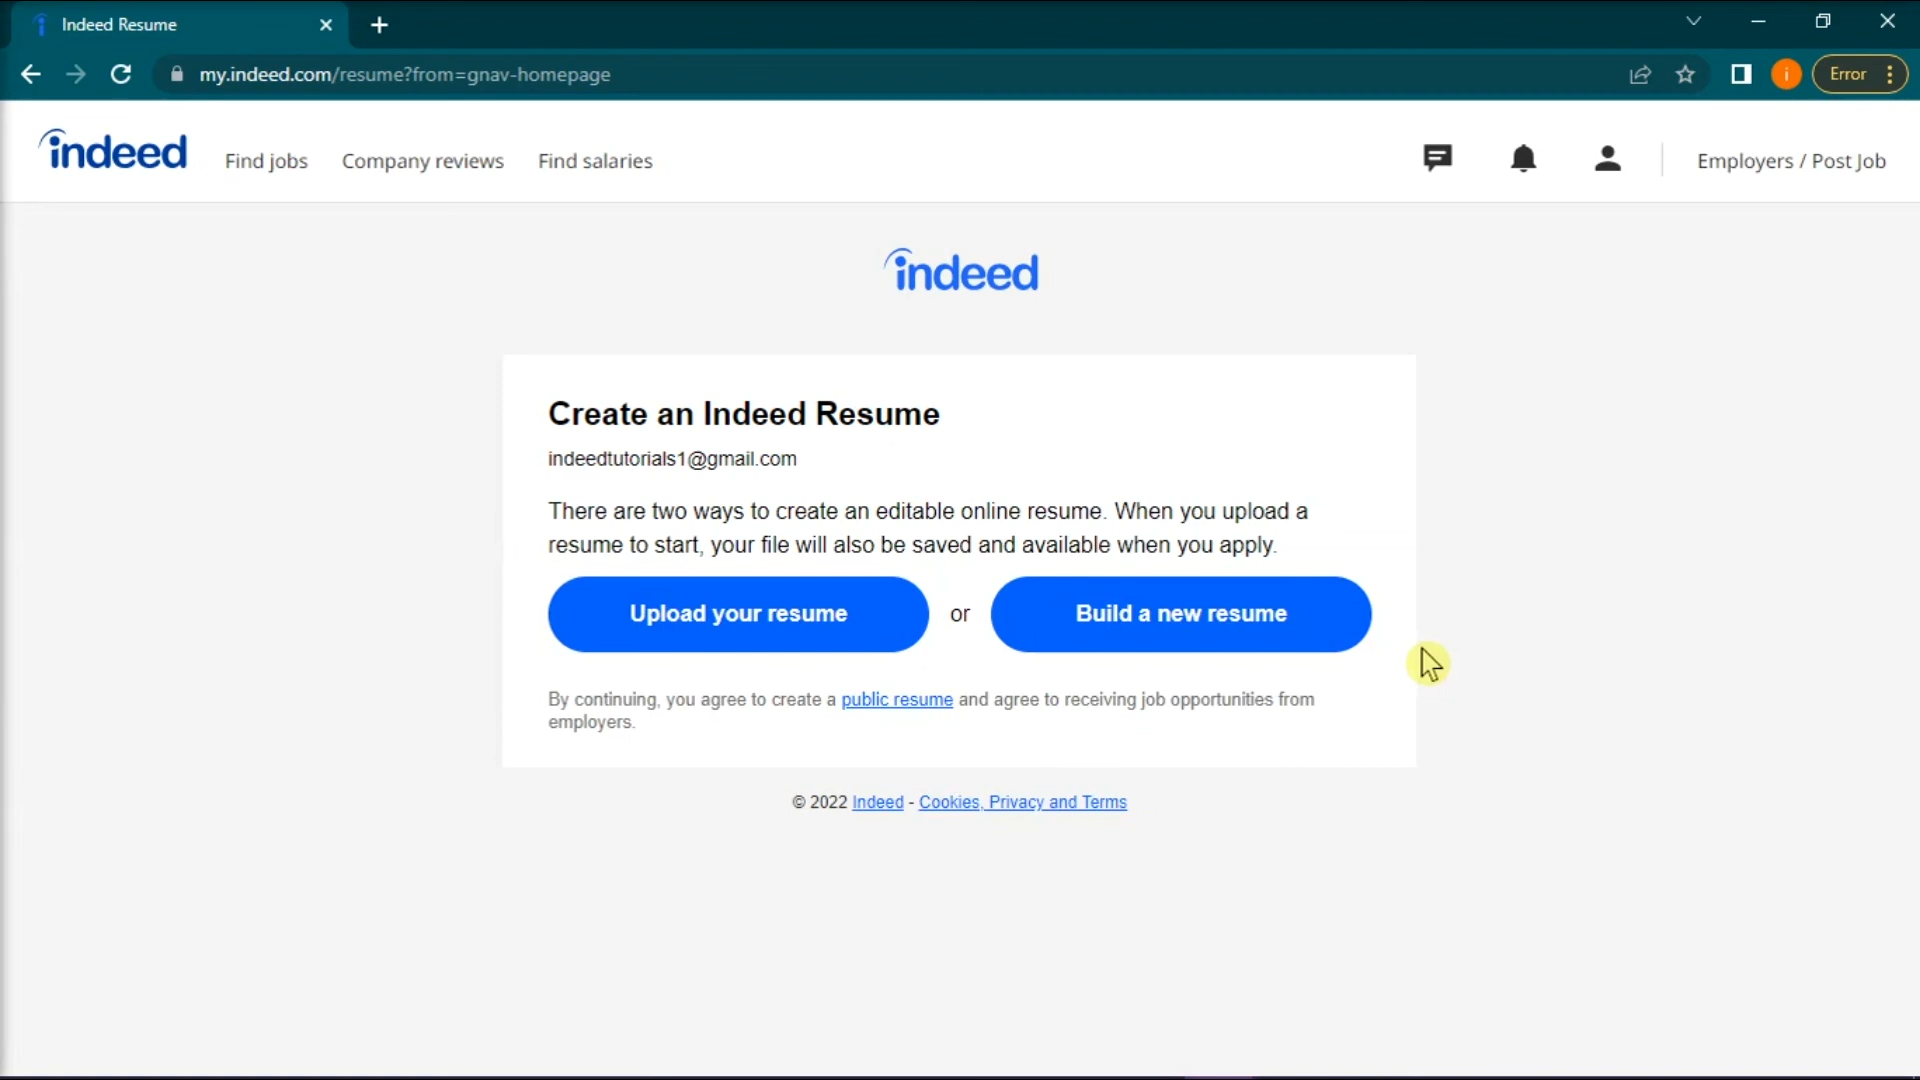 Indeed Resume
my.indeed.com/resume?from=gnav-homepage
i
Error
indeed
Find jobs
Company reviews
Find salaries
Employers / Post Job
indeed
Create an Indeed Resume
indeedtutorials1@gmail.com
There are two ways to create an editable online resume. When you upload a
resume to start, your file will also be saved and available when you apply.
Upload your resume
or
Build a new resume
By continuing, you agree to create a public resume and agree to receiving job opportunities from
employers.
© 2022 Indeed - Cookies, Privacy and Terms